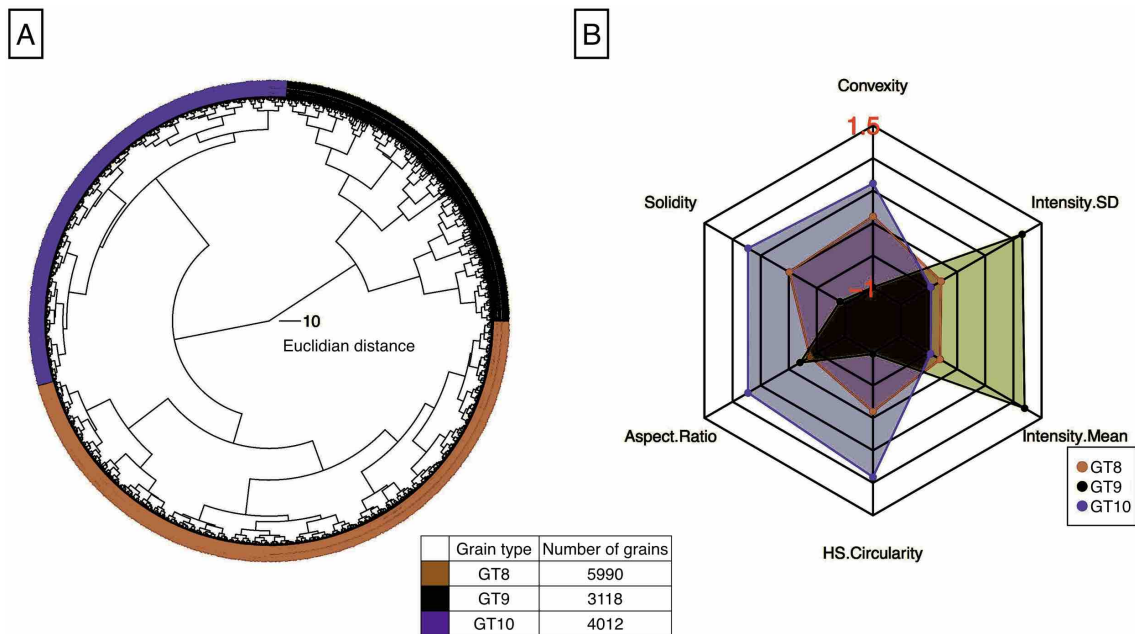 A
10
Euclidian distance
Grain type Number of grains
GT8 5990
GT9 3118
GT10 4012
B
Convexity
1.5
Solidity
Intensity.SD
−1
Aspect.Ratio
Intensity.Mean
HS.Circularity
GT8
GT9
GT10